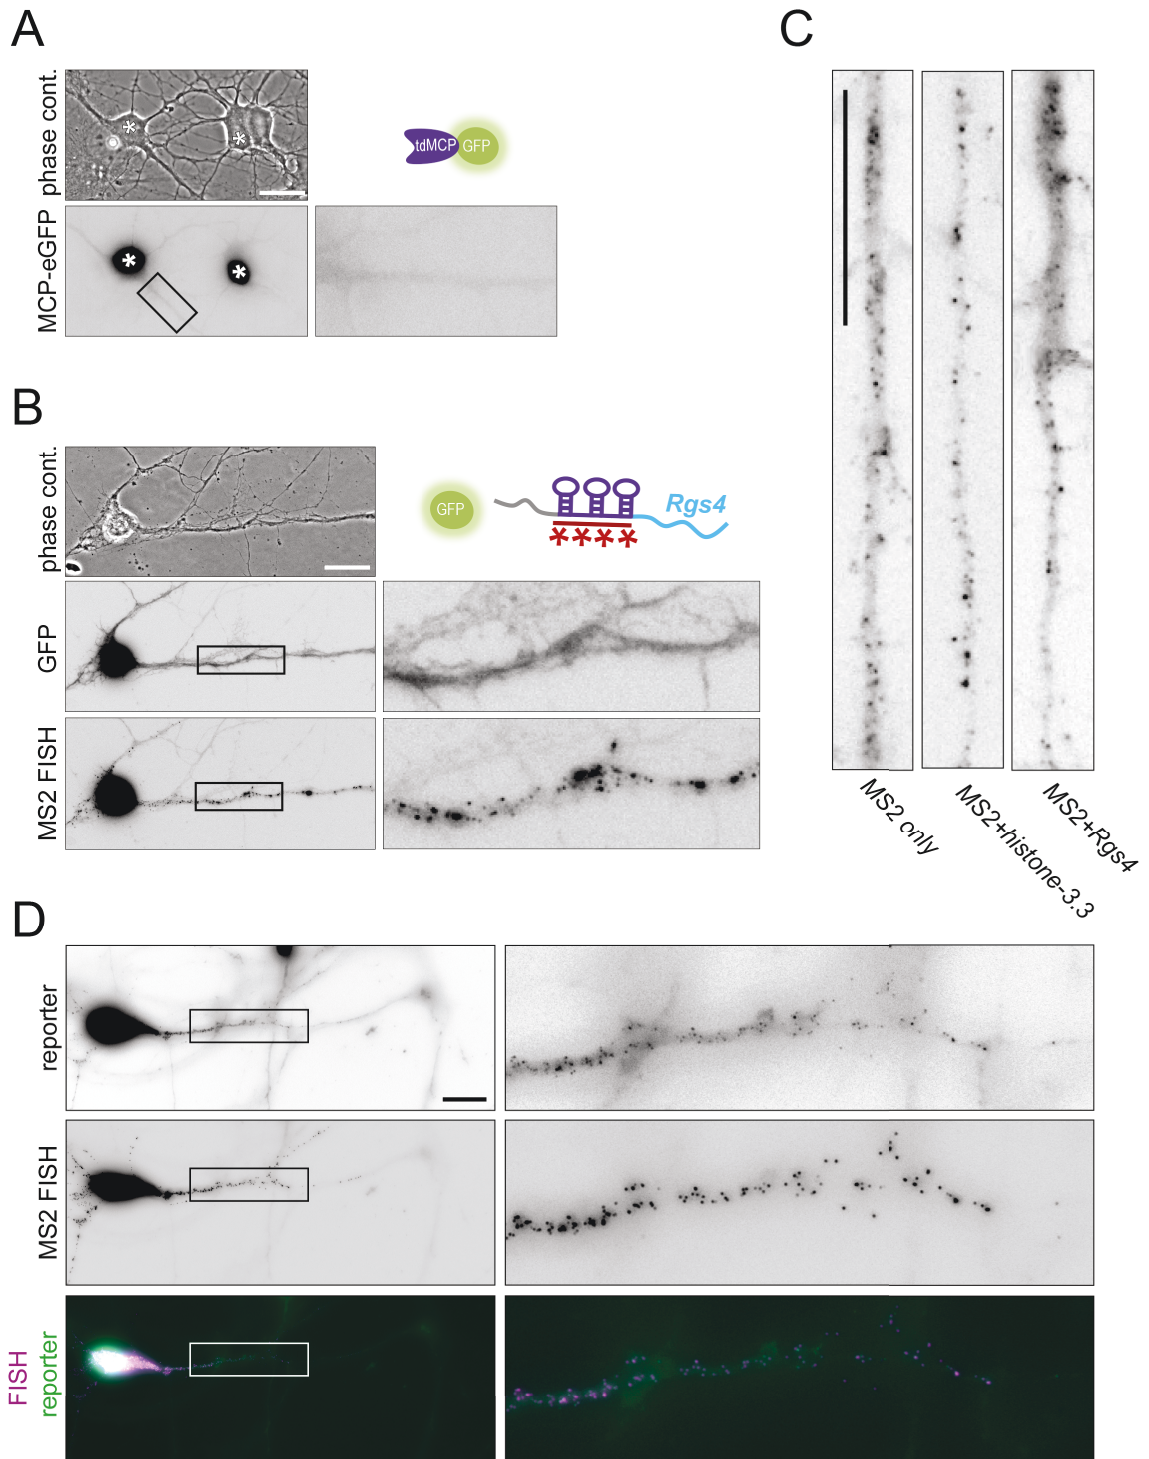 A
phase cont.
tdMCP
GFP
MCP-eGFP
*
*
*
*
B
phase cont.
GFP
Rgs4
GFP
MS2 FISH
C
MS2 only
MS2+histone-3.3
MS2+Rgs4
D
reporter
MS2 FISH
FISH
reporter